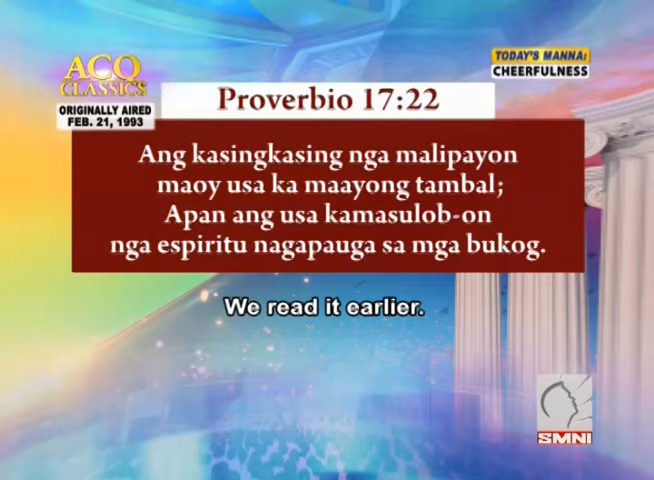 ACQ
CLASSICS
ORIGINALLY AIRED
FEB. 21, 1993
TODAY'S MANNA:
CHEERFULNESS
Proverbio 17:22
Ang kasingkasing nga malipayon
maoy usa ka maayong tambal;
Apan ang usa kamasulob-on
nga espiritu nagapauga sa mga bukog.
We read it earlier.
SMNI